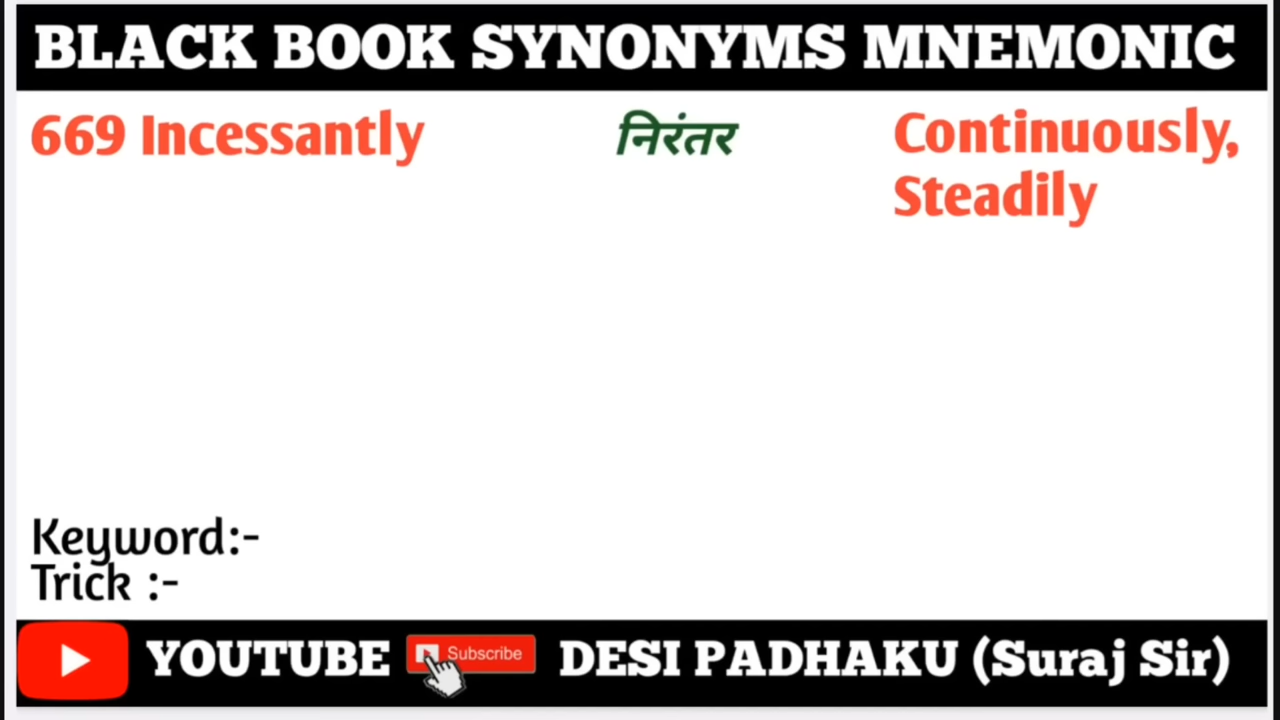 BLACK BOOK SYNONYMS MNEMONIC
669 Incessantly निरंतर Continuously,
Steadily
Keyword:-
Trick :-
YOUTUBE Subscribe DESI PADHAKU (Suraj Sir)